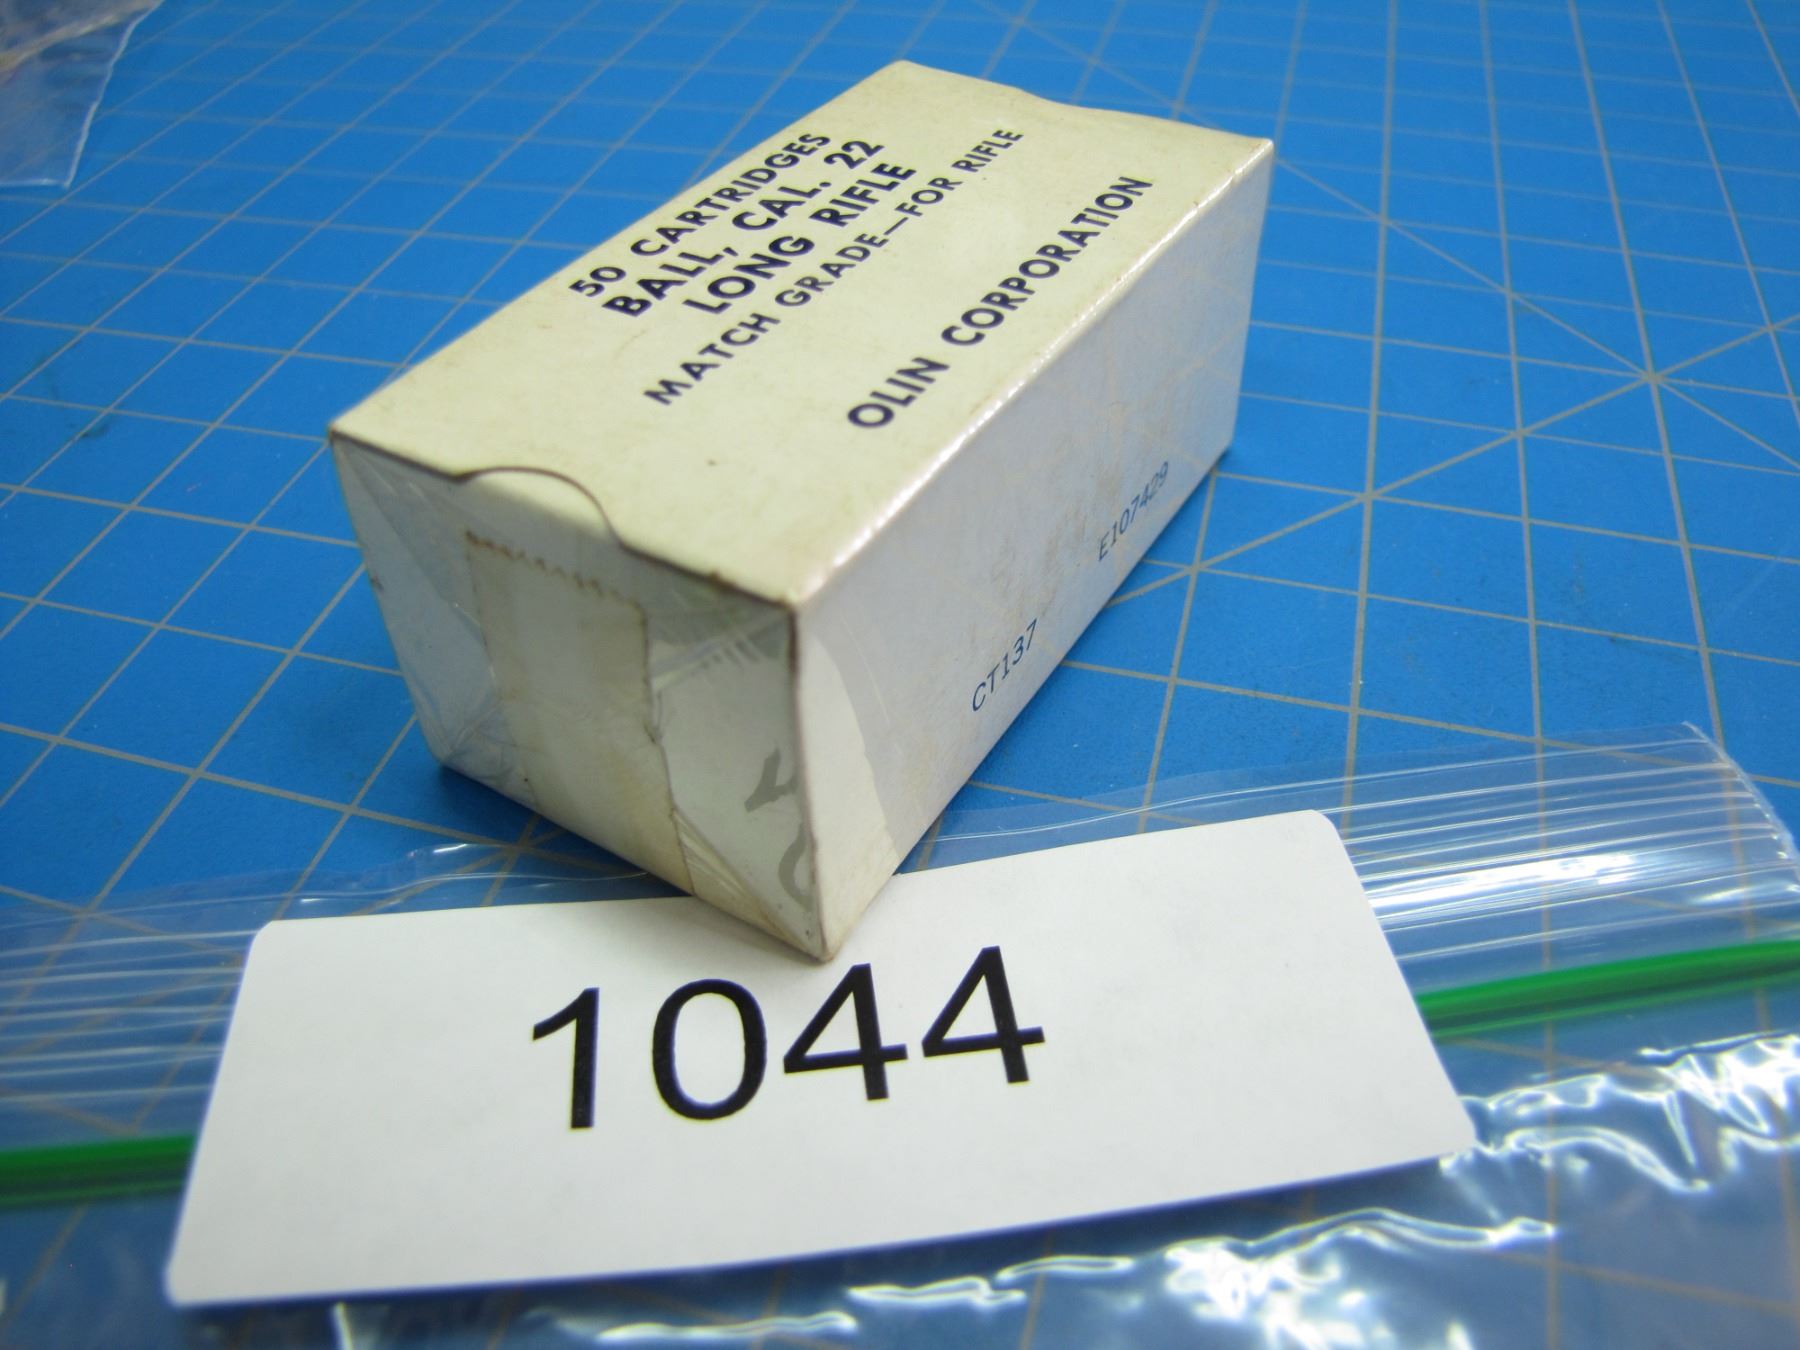 50 CARTRIDGES
BALL, CAL. 22
LONG RIFLE
MATCH GRADE—FOR RIFLE
OLIN CORPORATION
CT137
E107429
1044